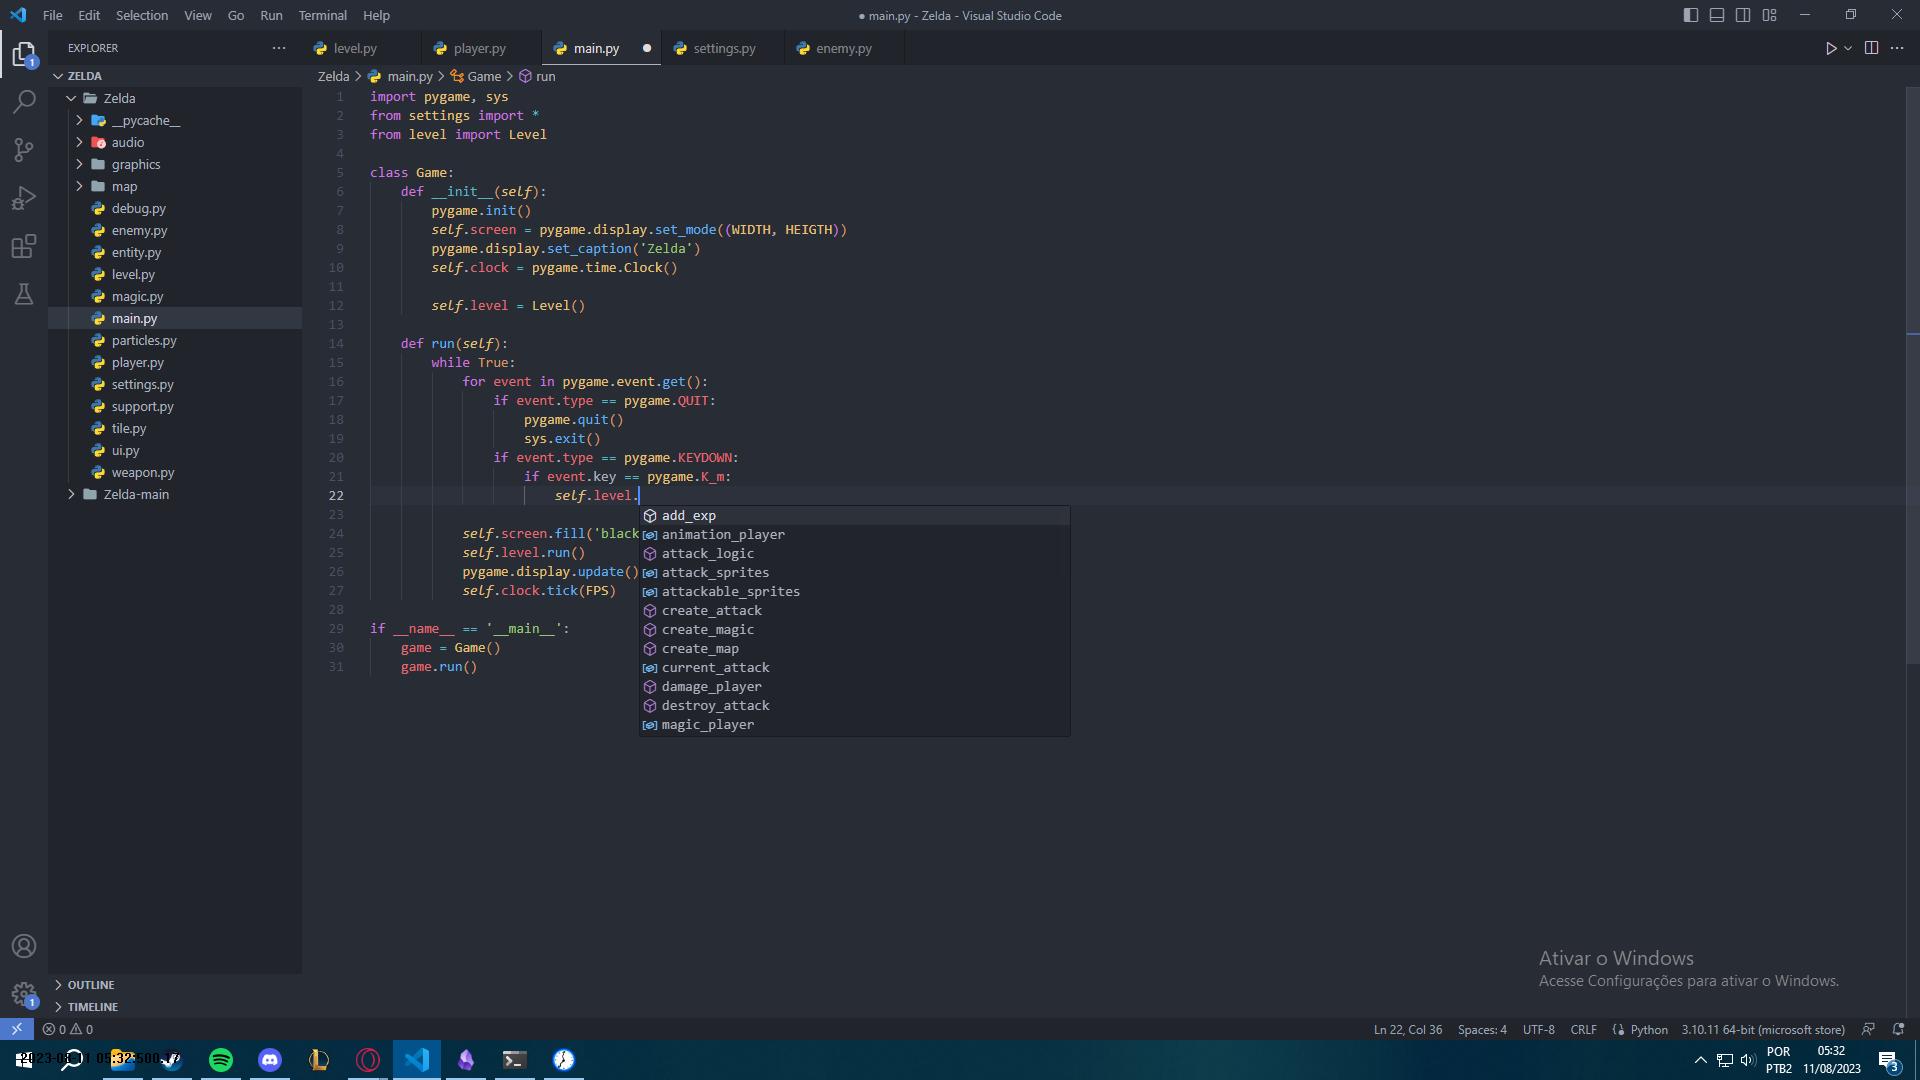 File Edit Selection View Go Run Terminal Help
● main.py - Zelda - Visual Studio Code
EXPLORER
level.py
player.py
main.py
settings.py
enemy.py
1
ZELDA
Zelda
__pycache__
audio
graphics
map
debug.py
enemy.py
entity.py
level.py
magic.py
main.py
particles.py
player.py
settings.py
support.py
tile.py
ui.py
weapon.py
Zelda-main
OUTLINE
TIMELINE
1
Zelda > main.py > Game > run
1 import pygame, sys
2 from settings import *
3 from level import Level
4
5 class Game:
6 def __init__(self):
7 pygame.init()
8 self.screen = pygame.display.set_mode((WIDTH, HEIGTH))
9 pygame.display.set_caption('Zelda')
10 self.clock = pygame.time.Clock()
11
12 self.level = Level()
13
14 def run(self):
15 while True:
16 for event in pygame.event.get():
17 if event.type == pygame.QUIT:
18 pygame.quit()
19 sys.exit()
20 if event.type == pygame.KEYDOWN:
21 if event.key == pygame.K_m:
22 self.level.
23
24 self.screen.fill('black
25 self.level.run()
26 pygame.display.update()
27 self.clock.tick(FPS)
28
29 if __name__ == '__main__':
30 game = Game()
31 game.run()
add_exp
animation_player
attack_logic
attack_sprites
attackable_sprites
create_attack
create_magic
create_map
current_attack
damage_player
destroy_attack
magic_player
Ativar o Windows
Acesse Configurações para ativar o Windows.
0 0
Ln 22, Col 36 Spaces: 4 UTF-8 CRLF Python 3.10.11 64-bit (microsoft store)
POR
PTB2
05:32
11/08/2023
3